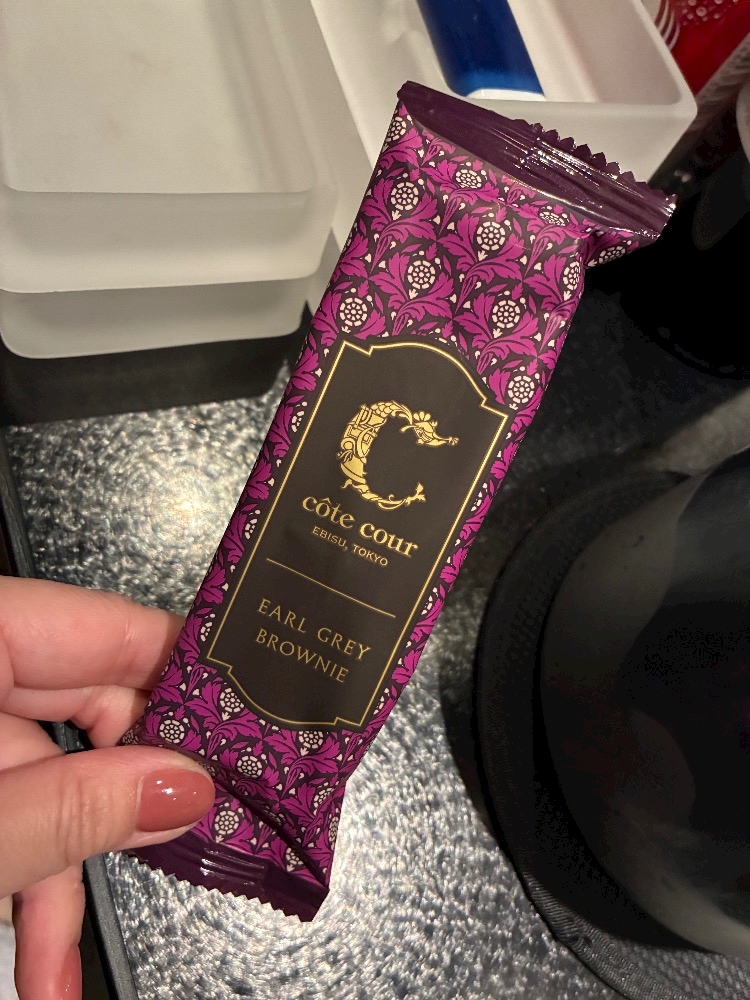 C
côte cour
EBISU, TOKYO
EARL GREY
BROWNIE